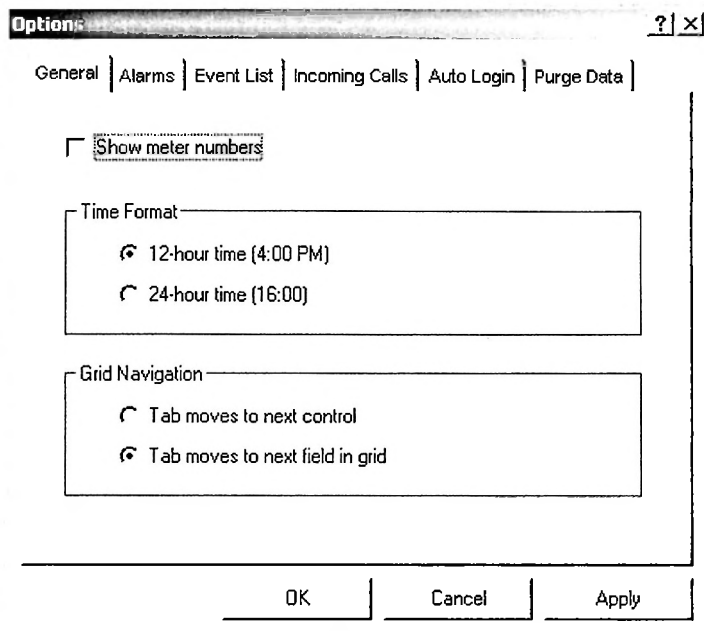 Options
General Alarms Event List Incoming Calls Auto Login Purge Data
Show meter numbers
Time Format
12-hour time (4:00 PM)
24-hour time (16:00)
Grid Navigation
Tab moves to next control
Tab moves to next field in grid
OK Cancel Apply